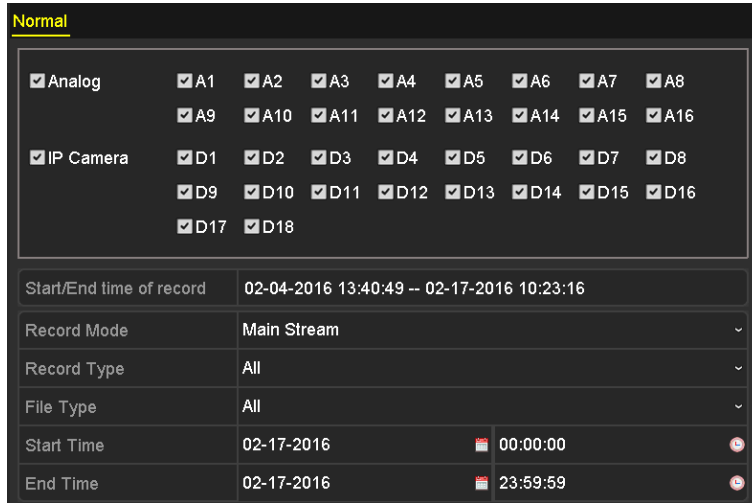 Normal
Analog A1 A2 A3 A4 A5 A6 A7 A8
A9 A10 A11 A12 A13 A14 A15 A16
IP Camera D1 D2 D3 D4 D5 D6 D7 D8
D9 D10 D11 D12 D13 D14 D15 D16
D17 D18
Start/End time of record 02-04-2016 13:40:49 -- 02-17-2016 10:23:16
Record Mode Main Stream
Record Type All
File Type All
Start Time 02-17-2016 00:00:00
End Time 02-17-2016 23:59:59